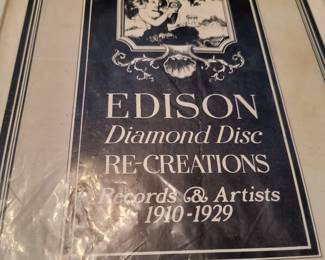 EDISON
Diamond Disc
RE-CREATIONS
Records & Artists
1910-1929